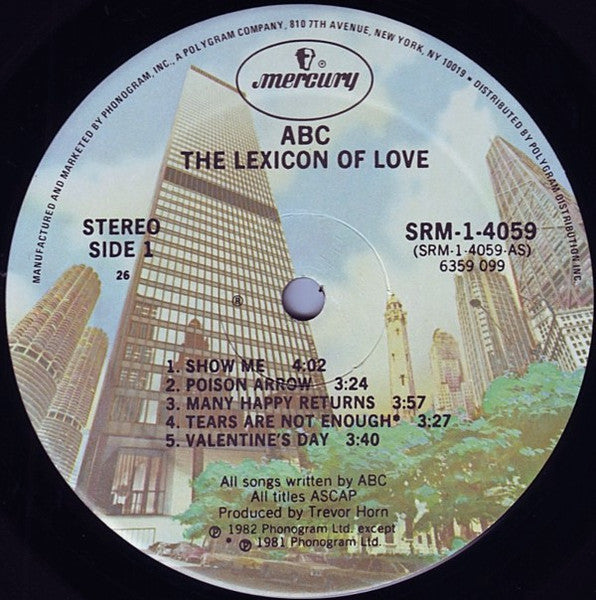 MANUFACTURED AND MARKETED BY PHONOGRAM, INC., A POLYGRAM COMPANY, 810 7TH AVENUE, NEW YORK, NY 10019 • DISTRIBUTED BY POLYGRAM DISTRIBUTION, INC.
®
mercury
ABC
THE LEXICON OF LOVE
STEREO
SIDE 1
26
SRM-1-4059
(SRM-1-4059-AS)
6359 099
®
1. SHOW ME 4:02
2. POISON ARROW 3:24
3. MANY HAPPY RETURNS 3:57
4. TEARS ARE NOT ENOUGH* 3:27
5. VALENTINE'S DAY 3:40
All songs written by ABC
All titles ASCAP
Produced by Trevor Horn
℗ 1982 Phonogram Ltd. except
* ℗ 1981 Phonogram Ltd.